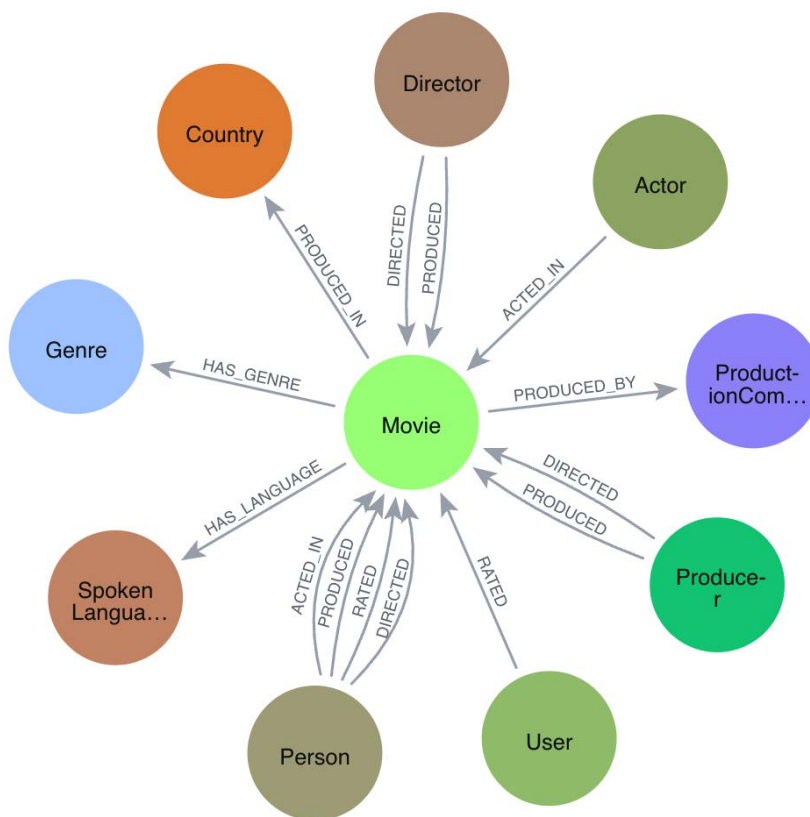 Director
Country
Actor
DIRECTED
PRODUCED
PRODUCED_IN
ACTED_IN
Genre
HAS_GENRE
Movie
PRODUCED_BY
Product-
ionCom…
HAS_LANGUAGE
DIRECTED
PRODUCED
Spoken
Langua…
ACTED_IN
PRODUCED
RATED
DIRECTED
RATED
Produce-
r
Person
User